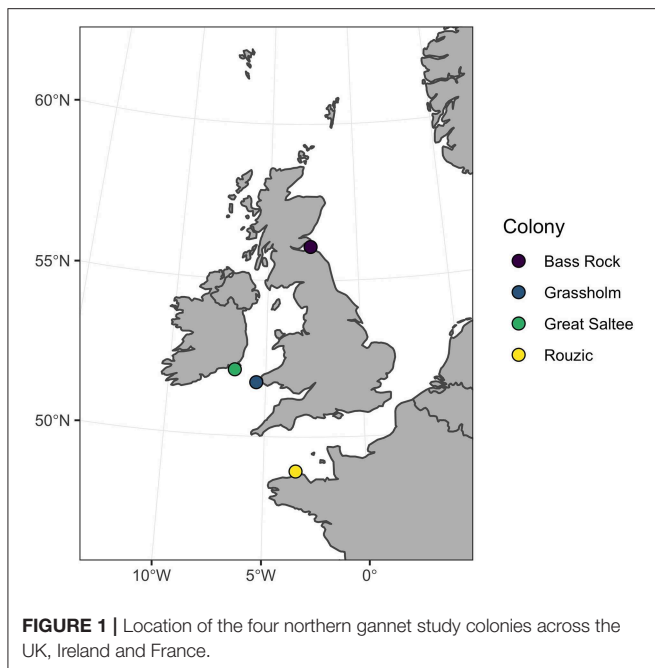 60°N
55°N
50°N
10°W
5°W
0°
Colony
Bass Rock
Grassholm
Great Saltee
Rouzic
FIGURE 1 | Location of the four northern gannet study colonies across the
UK, Ireland and France.